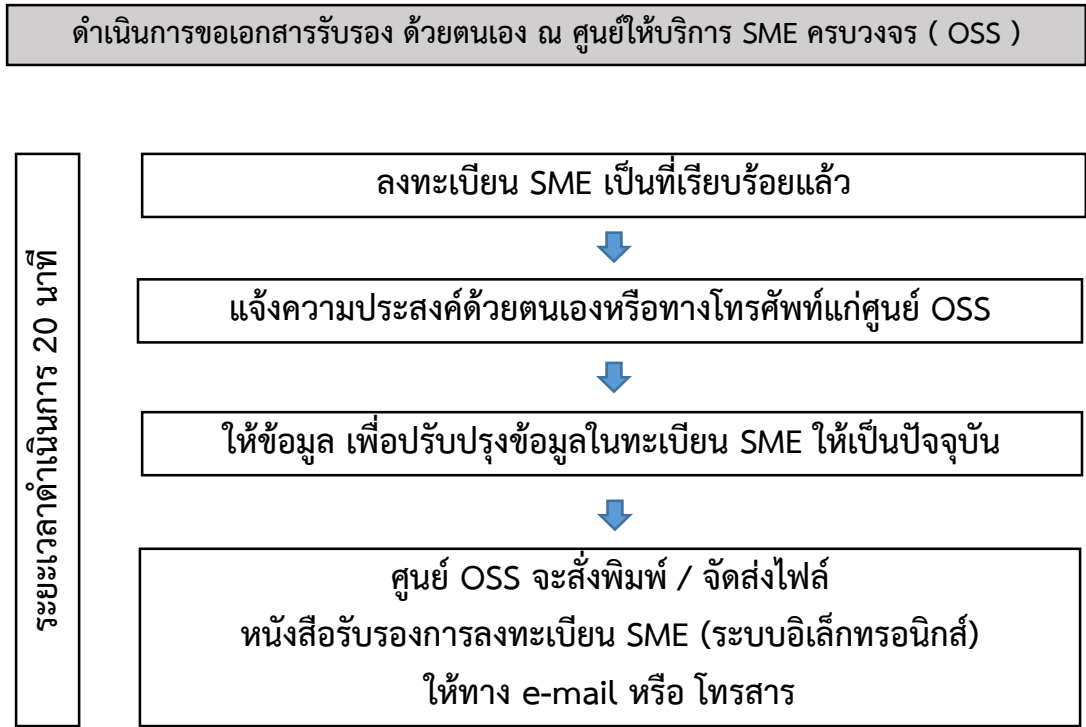 ดำเนินการขอเอกสารรับรอง ด้วยตนเอง ณ ศูนย์ให้บริการ SME ครบวงจร ( OSS )
ระยะเวลาดำเนินการ 20 นาที
ลงทะเบียน SME เป็นที่เรียบร้อยแล้ว
แจ้งความประสงค์ด้วยตนเองหรือทางโทรศัพท์แก่ศูนย์ OSS
ให้ข้อมูล เพื่อปรับปรุงข้อมูลในทะเบียน SME ให้เป็นปัจจุบัน
ศูนย์ OSS จะสั่งพิมพ์ / จัดส่งไฟล์
หนังสือรับรองการลงทะเบียน SME (ระบบอิเล็กทรอนิกส์)
ให้ทาง e-mail หรือ โทรสาร